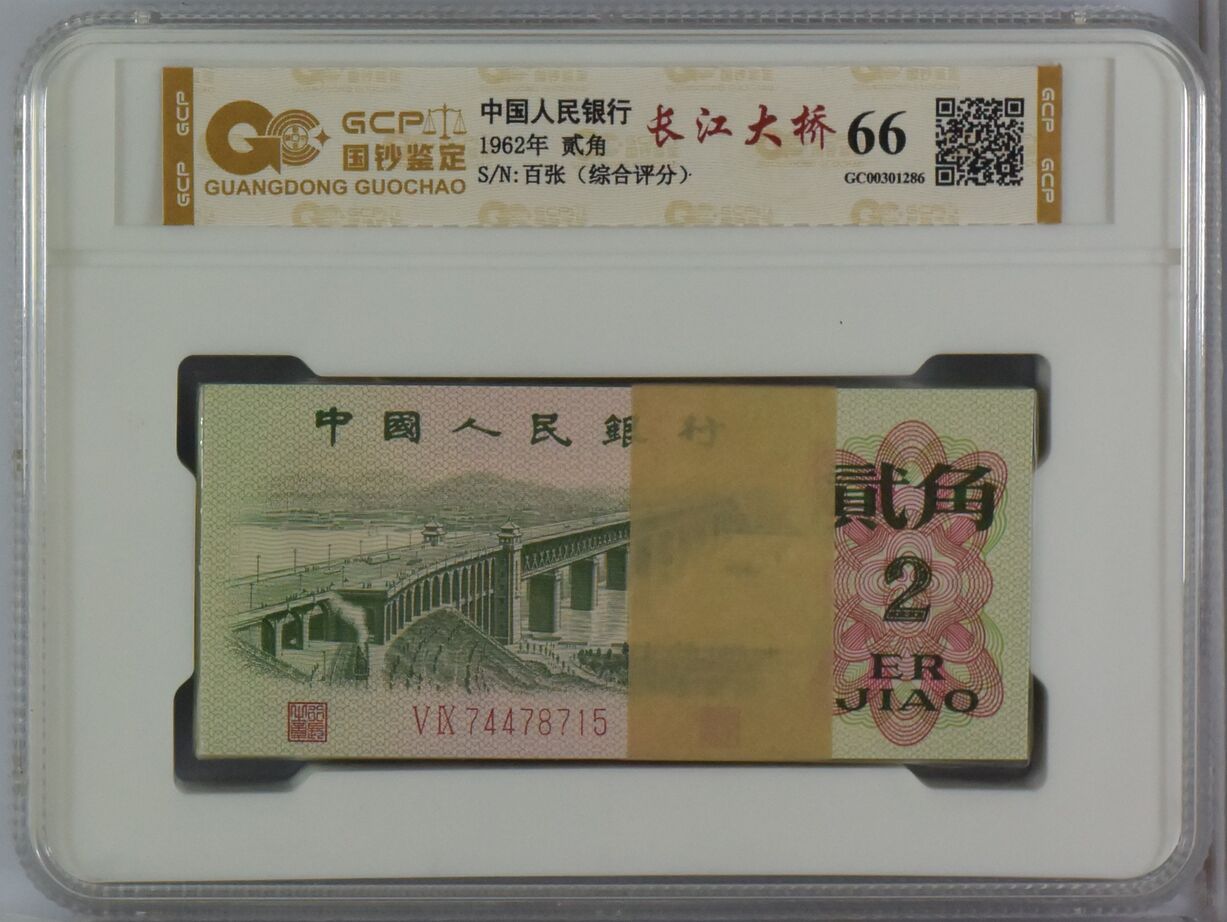 GCP
GCP
GCP
国钞鉴定
GUANGDONG GUOCHAO
中国人民银行
1962年 贰角
S/N:百张（综合评分）
长江大桥
66
GC00301286
GCP
GCP
中國人民銀行
貳角
2
ER
JIAO
VIX 74478715